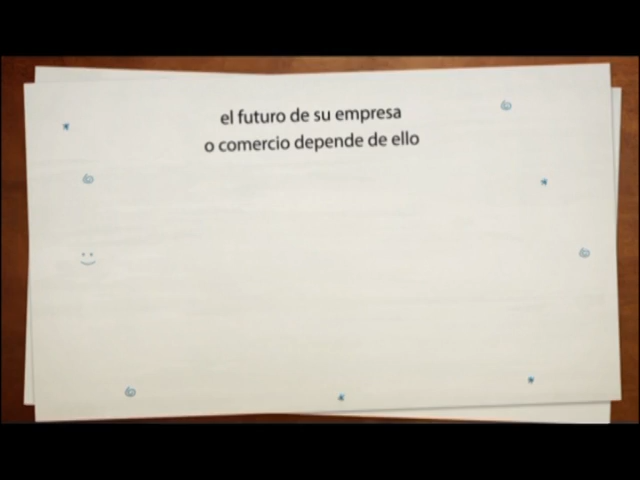 el futuro de su empresa
o comercio depende de ello